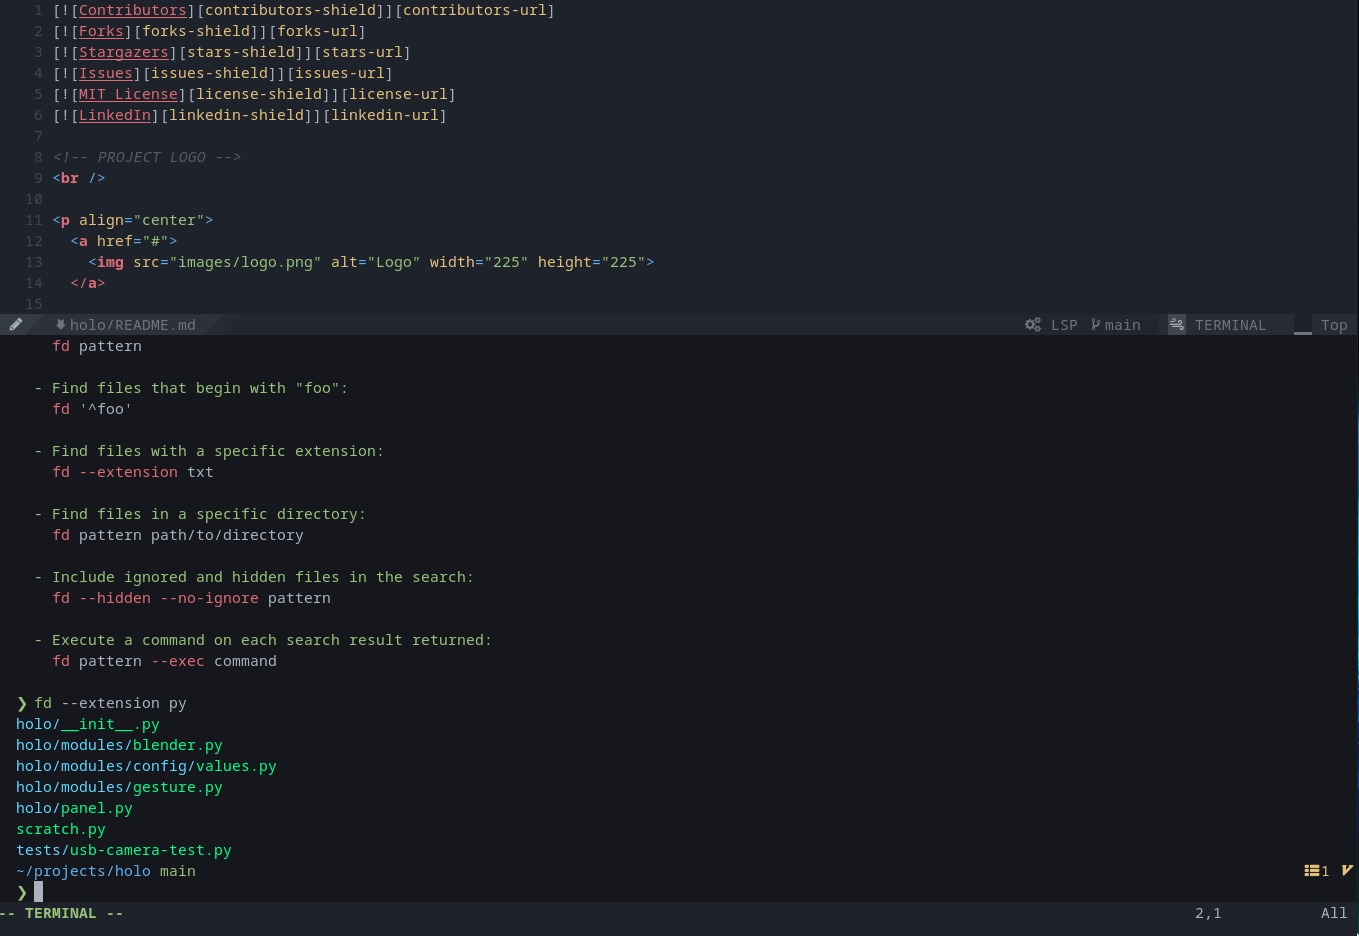 1 [![Contributors][contributors-shield]][contributors-url]
2 [![Forks][forks-shield]][forks-url]
3 [![Stargazers][stars-shield]][stars-url]
4 [![Issues][issues-shield]][issues-url]
5 [![MIT License][license-shield]][license-url]
6 [![LinkedIn][linkedin-shield]][linkedin-url]
7
8 <!-- PROJECT LOGO -->
9 <br />
10
11 <p align="center">
12   <a href="#">
13     <img src="images/logo.png" alt="Logo" width="225" height="225">
14   </a>
15
holo/README.md LSP main TERMINAL Top
fd pattern
- Find files that begin with "foo":
fd '^foo'
- Find files with a specific extension:
fd --extension txt
- Find files in a specific directory:
fd pattern path/to/directory
- Include ignored and hidden files in the search:
fd --hidden --no-ignore pattern
- Execute a command on each search result returned:
fd pattern --exec command
❯ fd --extension py
holo/__init__.py
holo/modules/blender.py
holo/modules/config/values.py
holo/modules/gesture.py
holo/panel.py
scratch.py
tests/usb-camera-test.py
~/projects/holo main 1
❯
-- TERMINAL -- 2,1 All